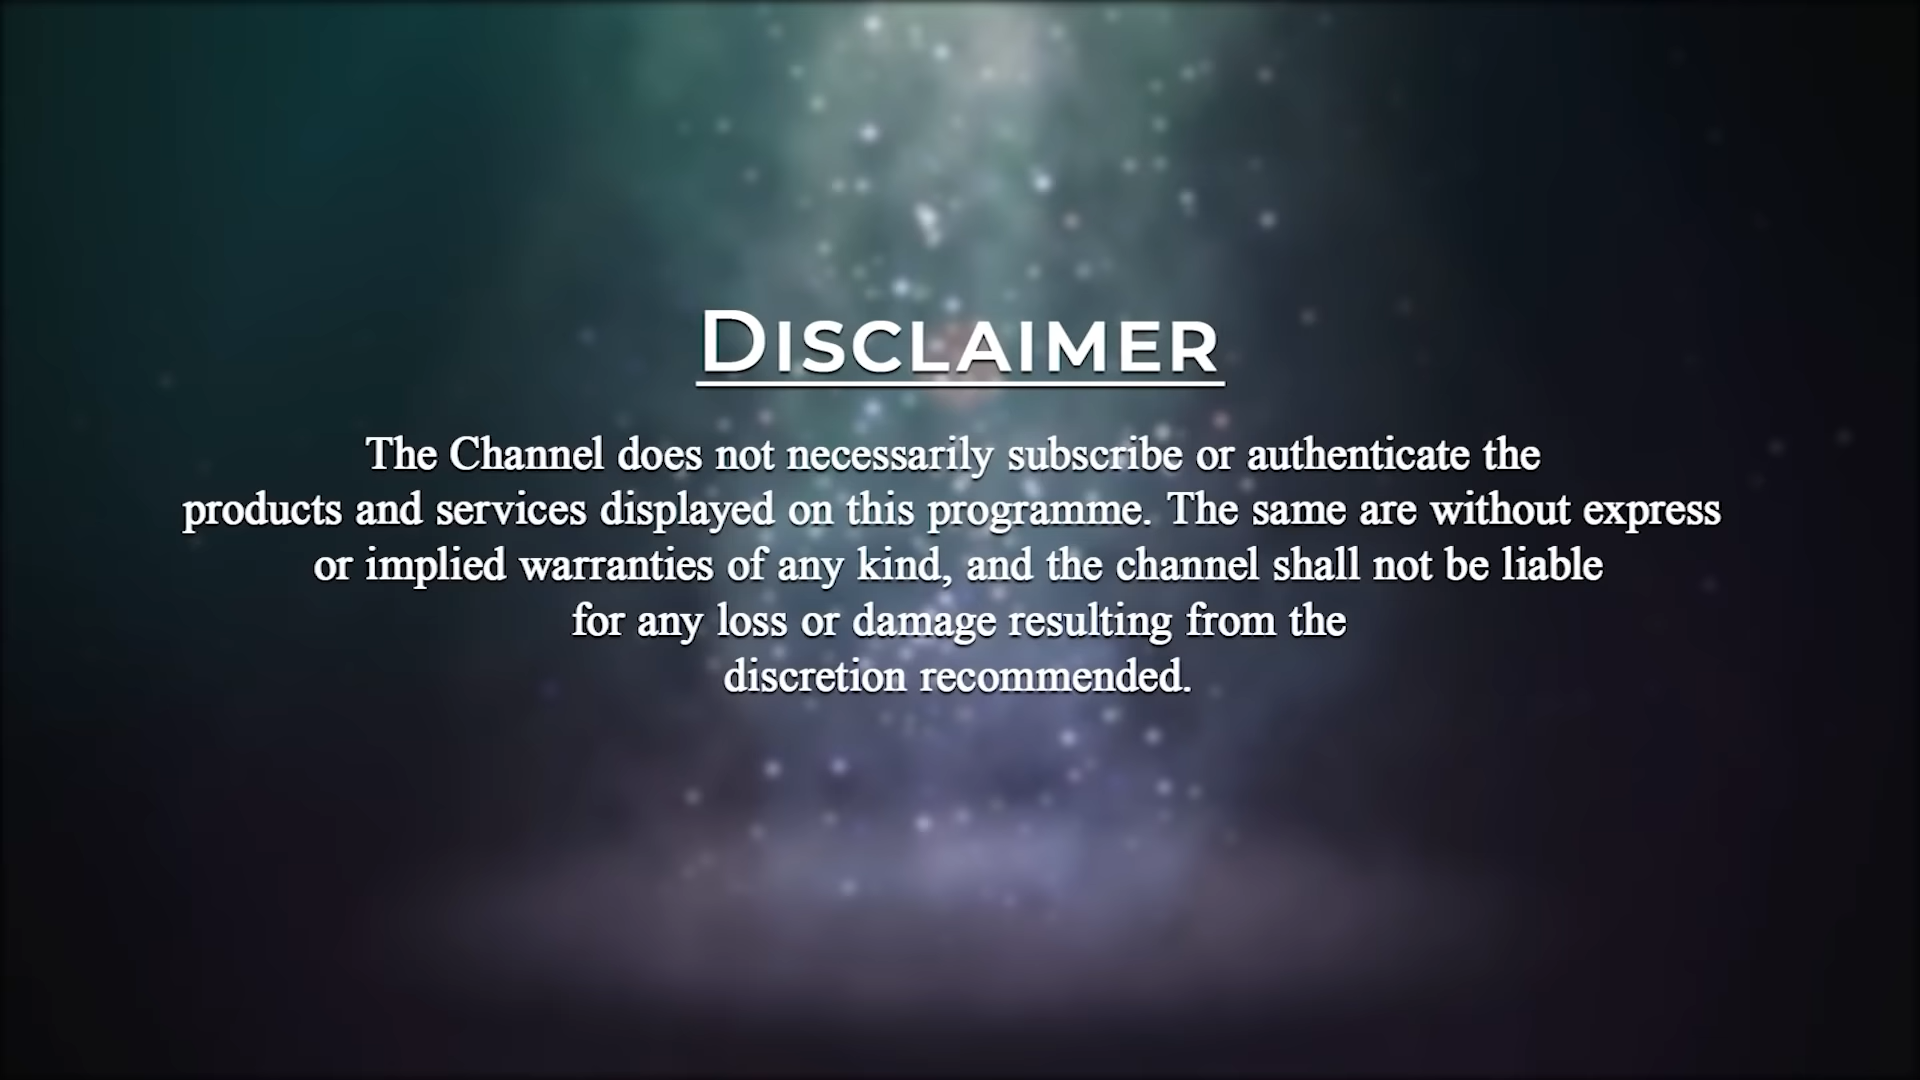 DISCLAIMER
The Channel does not necessarily subscribe or authenticate the
products and services displayed on this programme. The same are without express
or implied warranties of any kind, and the channel shall not be liable
for any loss or damage resulting from the
discretion recommended.